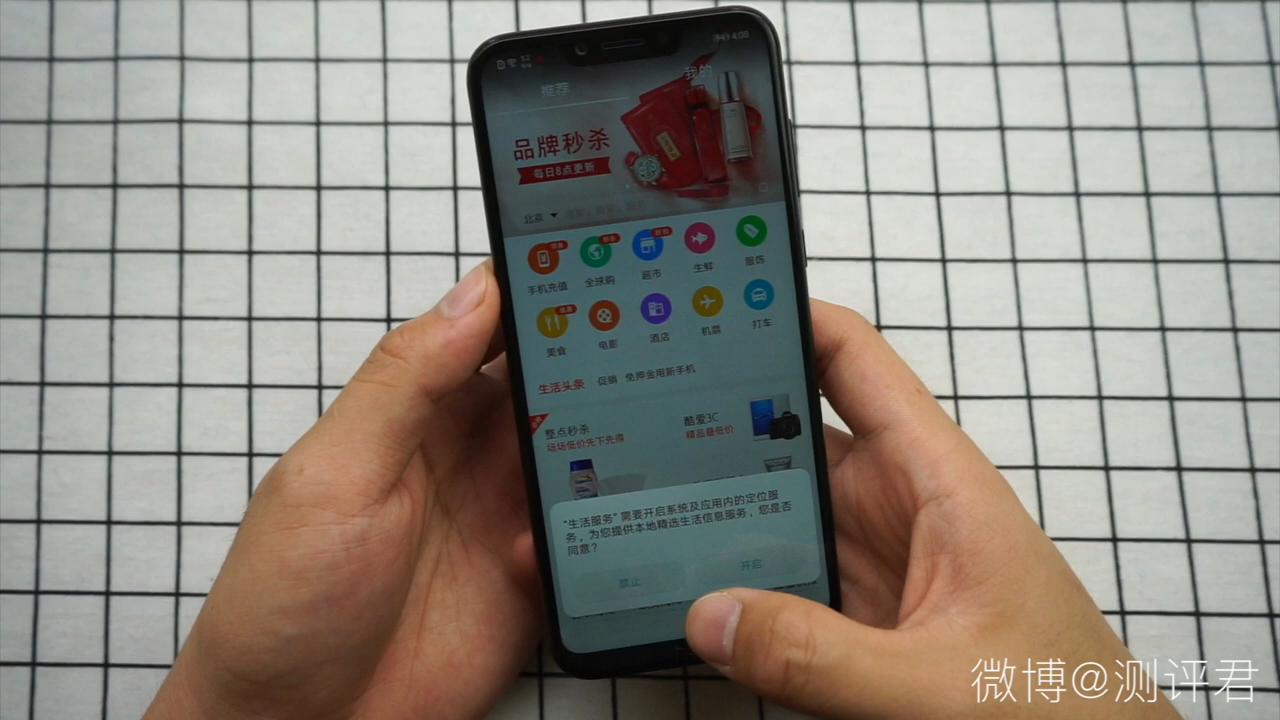 4:08
推荐
我的
品牌秒杀
每日8点更新
北京
手机充值
全球购
超市
生鲜
服饰
美食
电影
酒店
机票
打车
生活头条 促销 免押金用新手机
整点秒杀
场场低价先下先得
酷爱3C
精品最低价
“生活服务”需要开启系统及应用内的定位服
务，为您提供本地精选生活信息服务，您是否
同意？
禁止
开启
微博@测评君